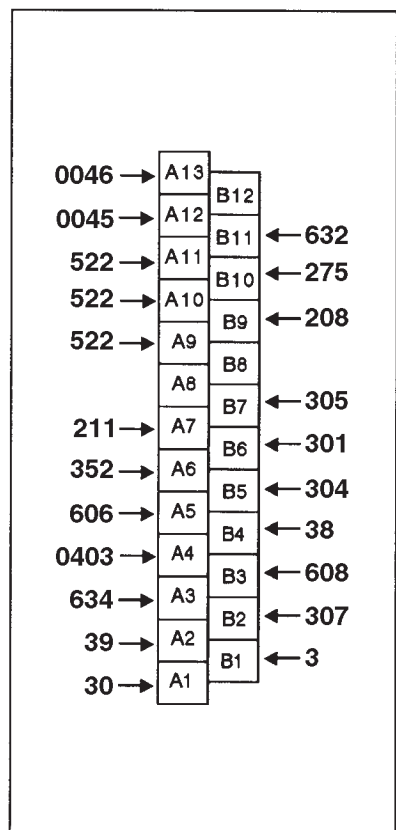 0046 → A13
B12
0045 → A12
B11 ← 632
522 → A11
B10 ← 275
522 → A10
B9 ← 208
522 → A9
B8
A8
B7 ← 305
211 → A7
B6 ← 301
352 → A6
B5 ← 304
606 → A5
B4 ← 38
0403 → A4
B3 ← 608
634 → A3
B2 ← 307
39 → A2
B1 ← 3
30 → A1